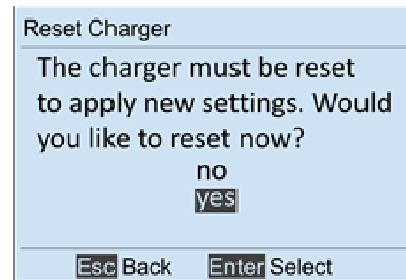 Reset Charger
The charger must be reset
to apply new settings. Would
you like to reset now?
no
yes
Esc Back Enter Select